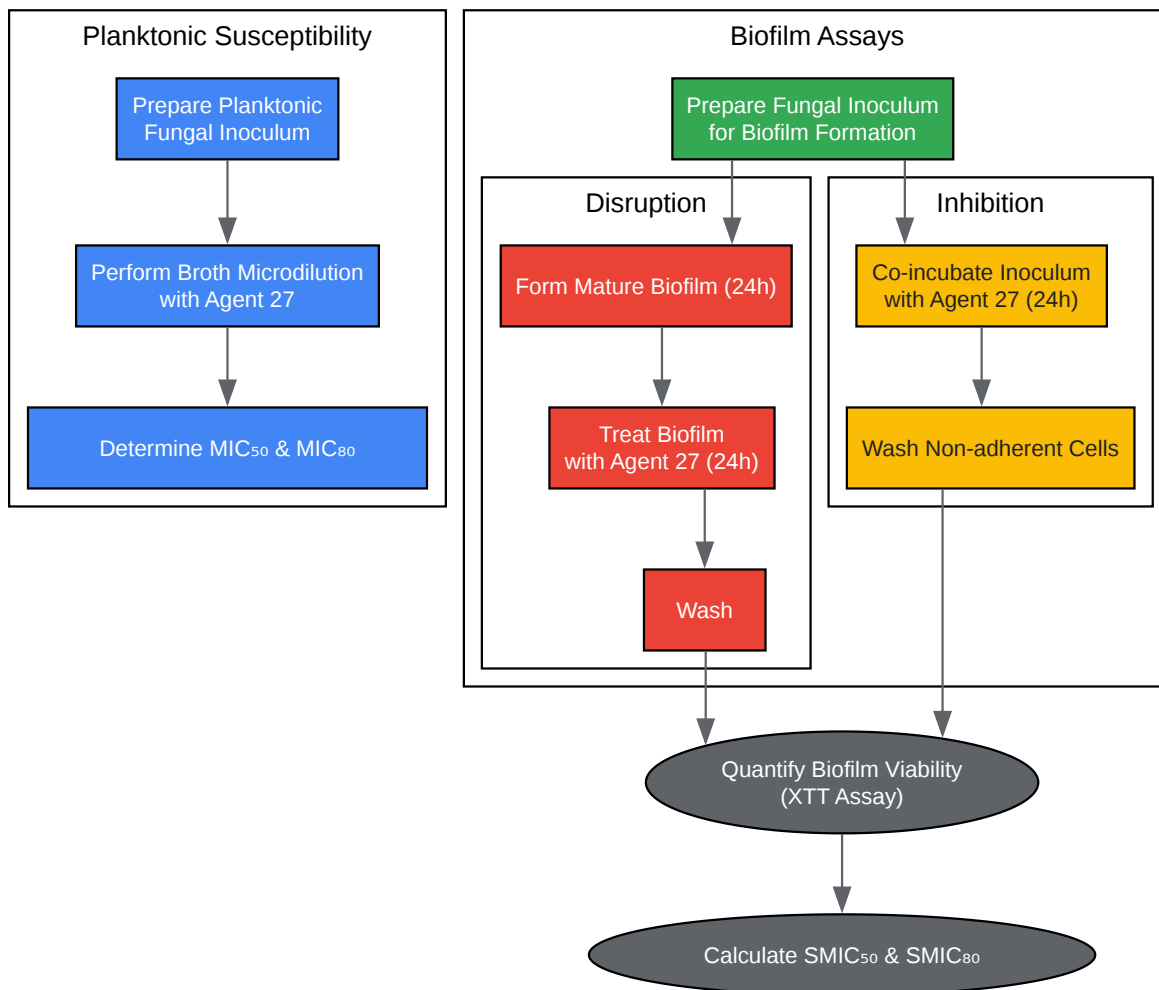 Planktonic Susceptibility
Prepare Planktonic
Fungal Inoculum
Perform Broth Microdilution
with Agent 27
Determine MIC₅₀ & MIC₈₀
Biofilm Assays
Prepare Fungal Inoculum
for Biofilm Formation
Disruption
Form Mature Biofilm (24h)
Treat Biofilm
with Agent 27 (24h)
Wash
Inhibition
Co-incubate Inoculum
with Agent 27 (24h)
Wash Non-adherent Cells
Quantify Biofilm Viability
(XTT Assay)
Calculate SMIC₅₀ & SMIC₈₀